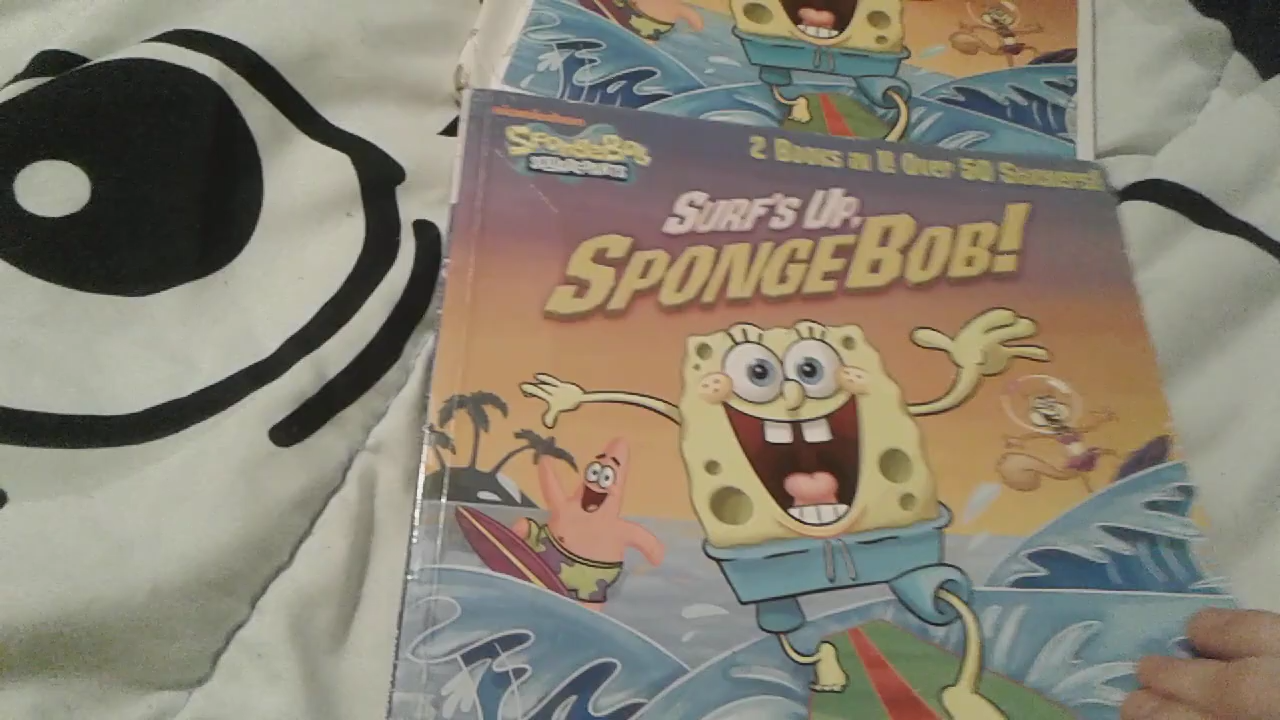 nickelodeon
SPONGEBOB
SQUAREPANTS
2 Books in 1! Over 50 Stickers!
SURF'S UP,
SPONGEBOB!